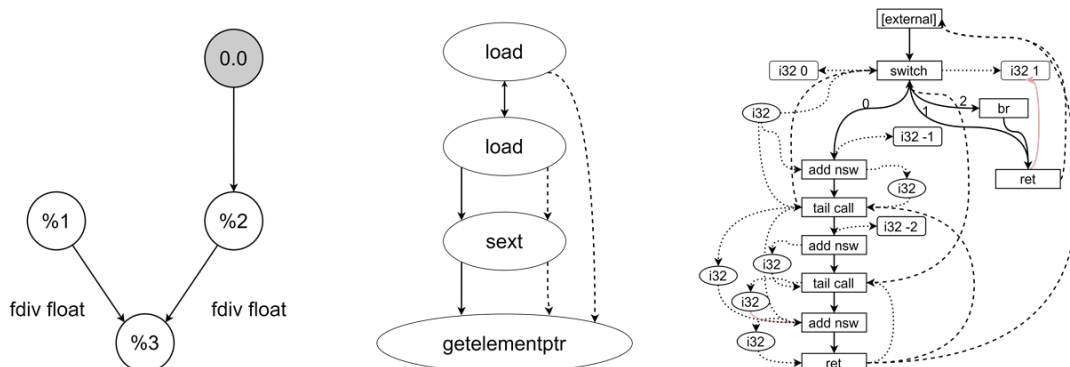 0.0
%1
%2
fdiv float
fdiv float
%3
load
load
sext
getelementptr
[external]
i32 0
switch
i32 1
0
2
1
br
i32
i32 -1
add nsw
i32
ret
tail call
i32 -2
add nsw
i32
i32
tail call
i32
add nsw
i32
ret